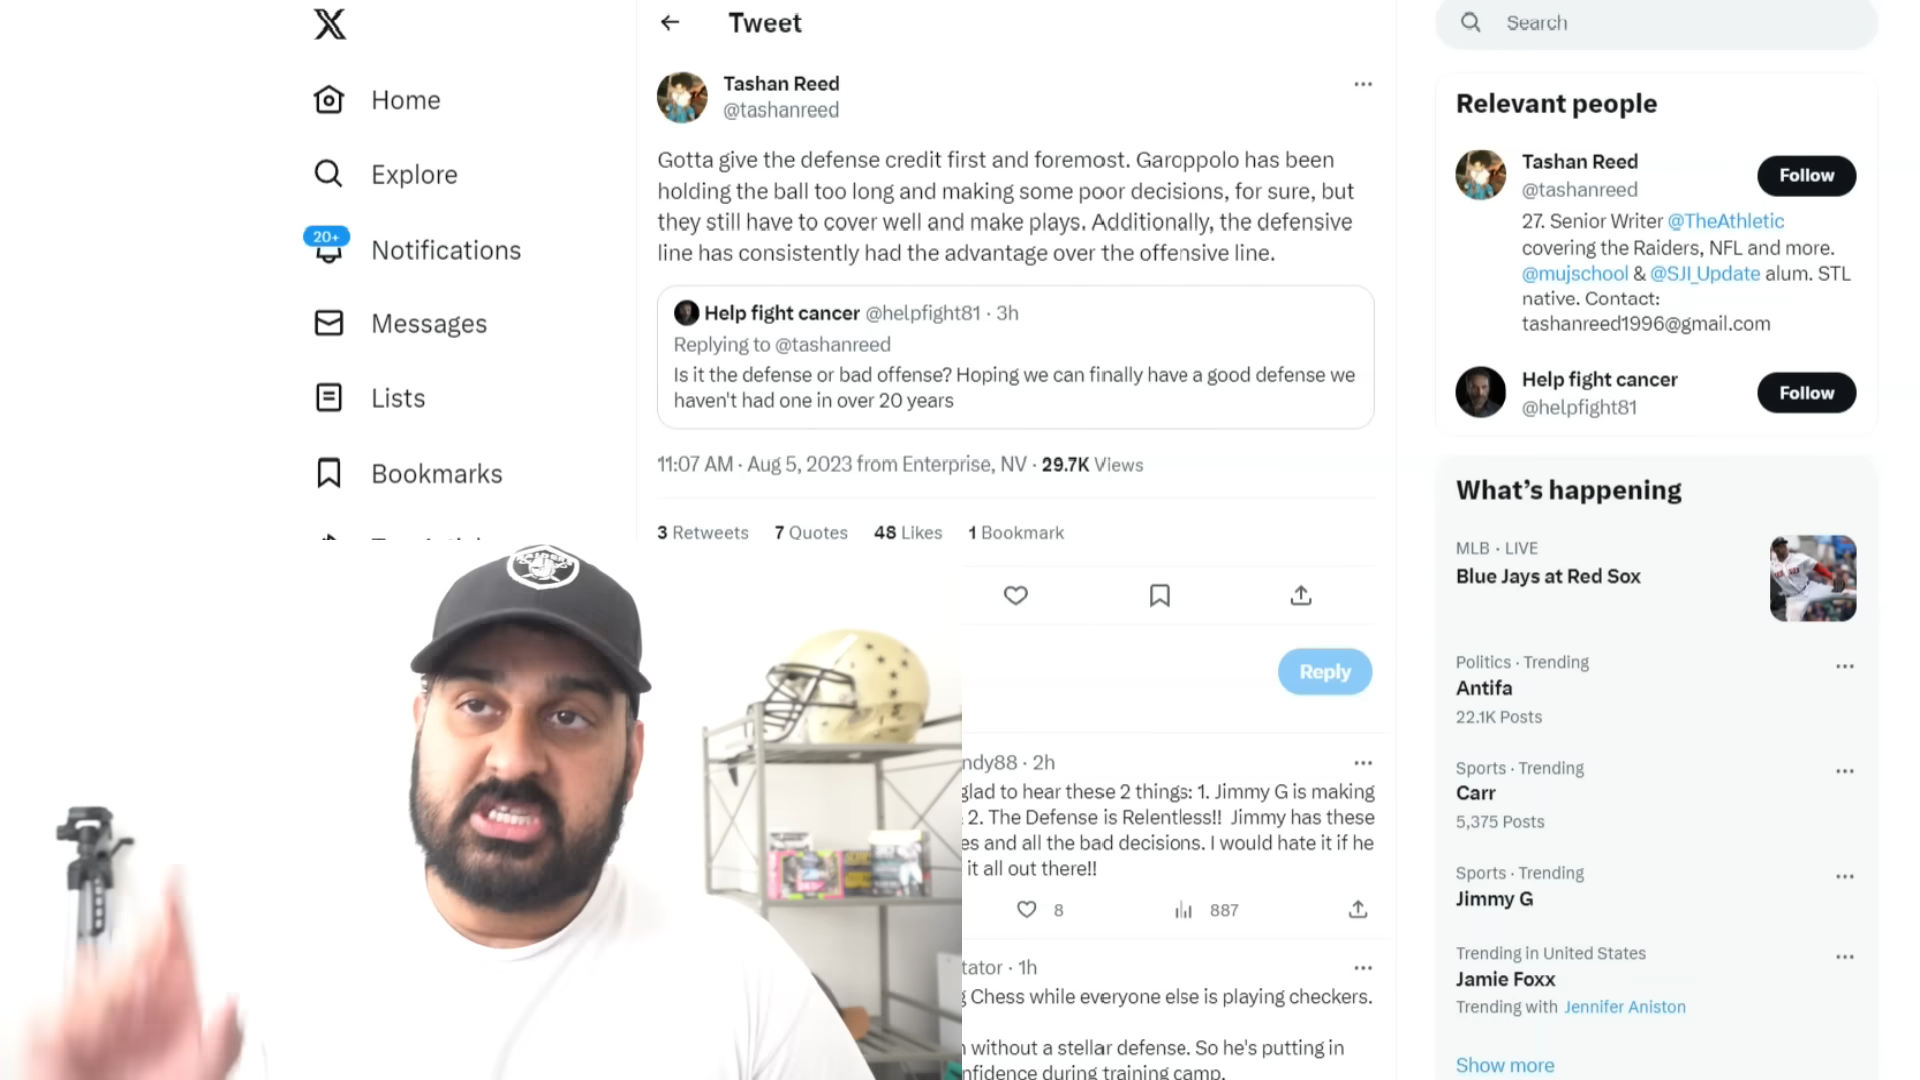 X
Home
Explore
20+
Notifications
Messages
Lists
Bookmarks
Tweet
Tashan Reed
@tashanreed
Gotta give the defense credit first and foremost. Garoppolo has been
holding the ball too long and making some poor decisions, for sure, but
they still have to cover well and make plays. Additionally, the defensive
line has consistently had the advantage over the offensive line.
Help fight cancer @helpfight81 · 3h
Replying to @tashanreed
Is it the defense or bad offense? Hoping we can finally have a good defense we
haven't had one in over 20 years
11:07 AM · Aug 5, 2023 from Enterprise, NV · 29.7K Views
3 Retweets 7 Quotes 48 Likes 1 Bookmark
Reply
ndy88 · 2h
glad to hear these 2 things: 1. Jimmy G is making
2. The Defense is Relentless!! Jimmy has these
es and all the bad decisions. I would hate it if he
it all out there!!
8 887
tator · 1h
g Chess while everyone else is playing checkers.
n without a stellar defense. So he's putting in
nfidence during training camp.
Search
Relevant people
Tashan Reed
@tashanreed
Follow
27. Senior Writer @TheAthletic
covering the Raiders, NFL and more.
@mujschool & @SJI_Update alum. STL
native. Contact:
tashanreed1996@gmail.com
Help fight cancer
@helpfight81
Follow
What's happening
MLB · LIVE
Blue Jays at Red Sox
Politics · Trending
Antifa
22.1K Posts
Sports · Trending
Carr
5,375 Posts
Sports · Trending
Jimmy G
Trending in United States
Jamie Foxx
Trending with Jennifer Aniston
Show more